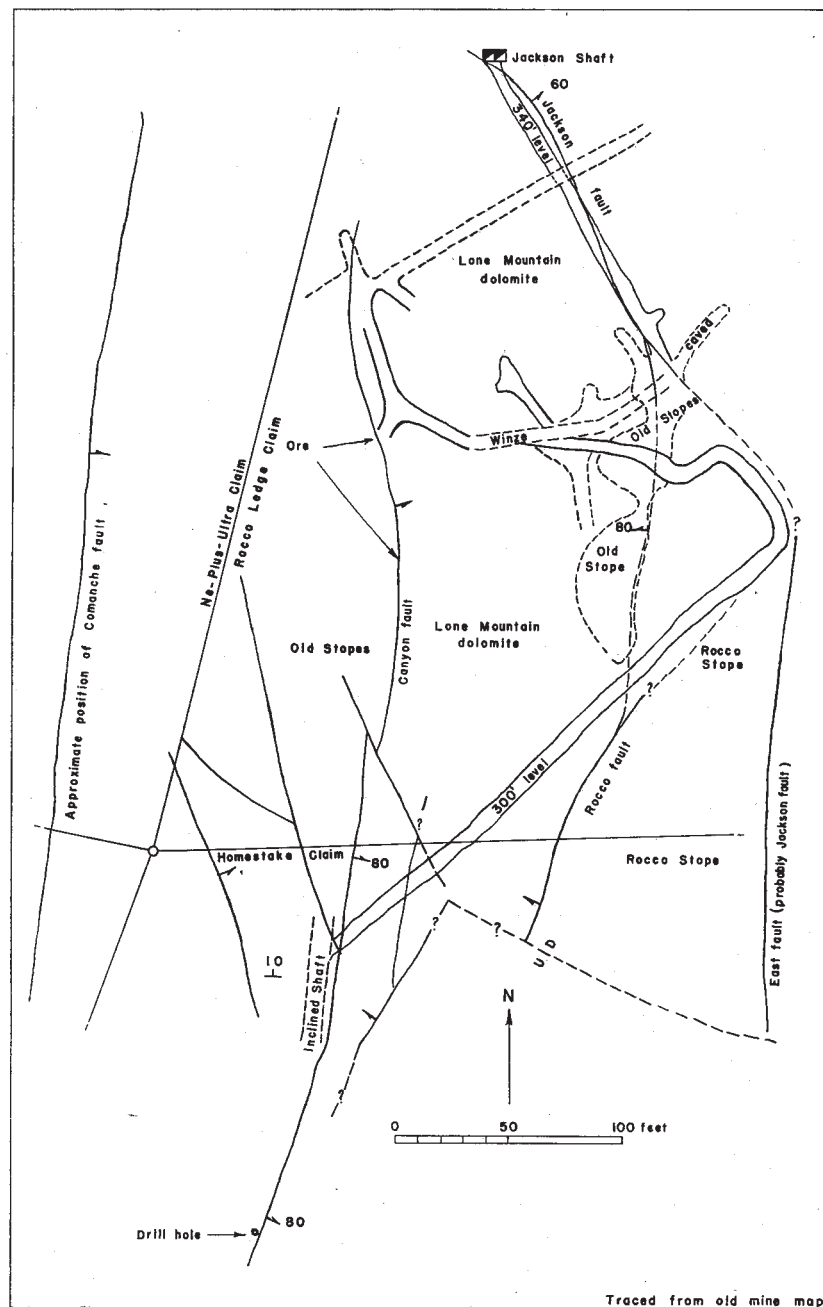 Jackson Shaft
60
Jackson
fault
340' level
Lone Mountain
dolomite
caved
Old Stopes
Winze
Ore
Ne-Plus-Ultra Claim
Rocco Ledge Claim
80
Old
Stope
?
Approximate position of Comanche fault
Old Stopes
Canyon fault
Lone Mountain
dolomite
Rocco
Stope
?
300' level
Rocco fault
East fault (probably Jackson fault)
?
Homestake Claim
80
Rocco Stope
?
?
U D
10
Inclined Shaft
N
?
0 50 100 feet
80
Drill hole
Traced from old mine map